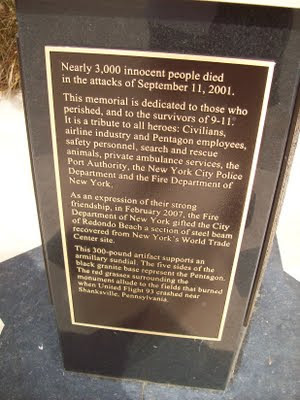 Nearly 3,000 innocent people died
in the attacks of September 11, 2001.
This memorial is dedicated to those who
perished, and to the survivors of 9-11.
It is a tribute to all heroes: Civilians,
airline industry and Pentagon employees,
safety personnel, search and rescue
animals, private ambulance services, the
Port Authority, the New York City Police
Department and the Fire Department of
New York.
As an expression of their strong
friendship, in February 2007, the Fire
Department of New York gifted the City
of Redondo Beach a section of steel beam
recovered from New York's World Trade
Center site.
This 300-pound artifact supports an
armillary sundial. The five sides of the
black granite base represent the Pentagon.
The red grasses surrounding the
monument allude to the fields that burned
when United Flight 93 crashed near
Shanksville, Pennsylvania.